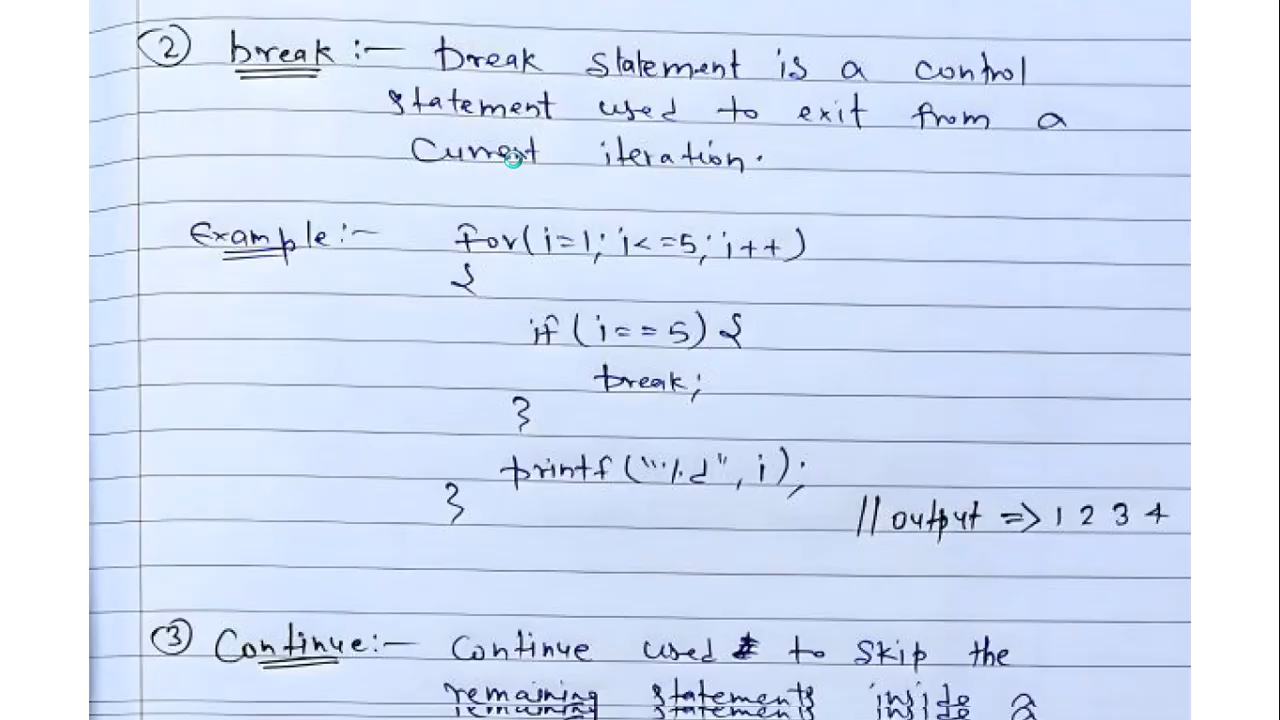 ② break :- break statement is a control
statement used to exit from a
Current iteration.
Example :- for(i=1; i<=5; i++)
{
if (i==5) {
break;
}
printf("%d", i);
}
// output => 1 2 3 4
③ Continue :- Continue used to skip the
remaining statements inside a